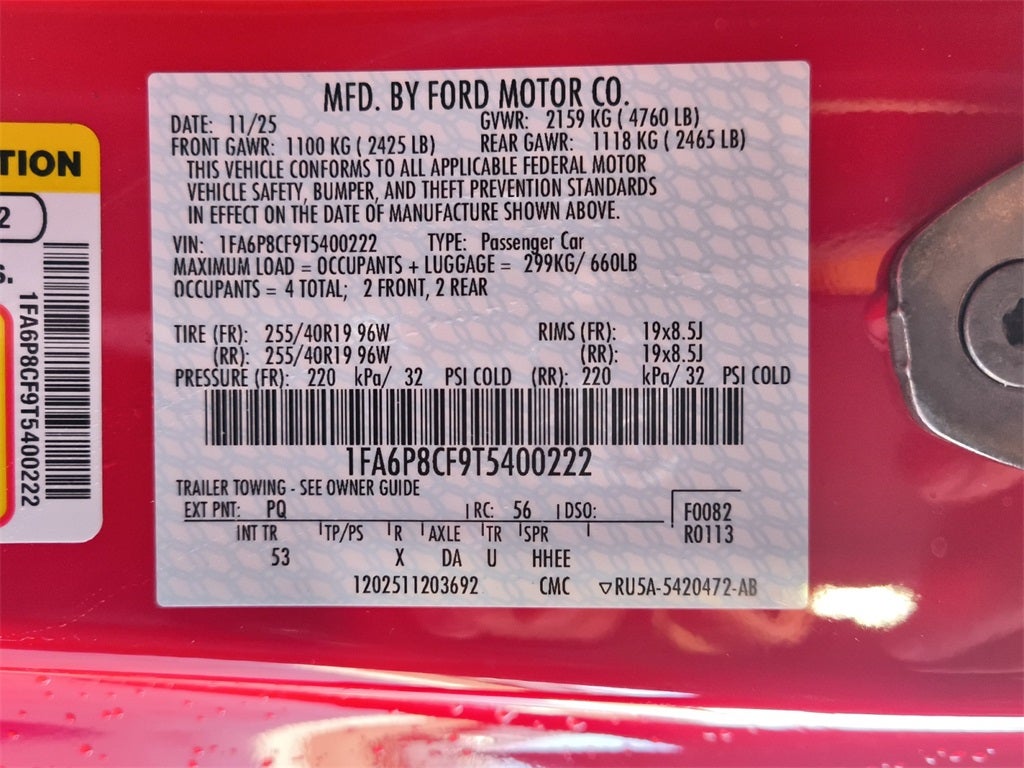 MFD. BY FORD MOTOR CO.
DATE: 11/25 GVWR: 2159 KG ( 4760 LB)
FRONT GAWR: 1100 KG ( 2425 LB) REAR GAWR: 1118 KG ( 2465 LB)
THIS VEHICLE CONFORMS TO ALL APPLICABLE FEDERAL MOTOR
VEHICLE SAFETY, BUMPER, AND THEFT PREVENTION STANDARDS
IN EFFECT ON THE DATE OF MANUFACTURE SHOWN ABOVE.
VIN: 1FA6P8CF9T5400222 TYPE: Passenger Car
MAXIMUM LOAD = OCCUPANTS + LUGGAGE = 299KG/ 660LB
OCCUPANTS = 4 TOTAL; 2 FRONT, 2 REAR
TIRE (FR): 255/40R19 96W RIMS (FR): 19x8.5J
(RR): 255/40R19 96W (RR): 19x8.5J
PRESSURE (FR): 220 kPa/ 32 PSI COLD (RR): 220 kPa/ 32 PSI COLD
1FA6P8CF9T5400222
TRAILER TOWING - SEE OWNER GUIDE
EXT PNT: PQ RC: 56 DSO: F0082
R0113
INT TR TP/PS R AXLE TR SPR
53 X DA U HHEE
1202511203692 CMC ▽RU5A-5420472-AB
TION
2
S.
1FA6P8CF9T5400222